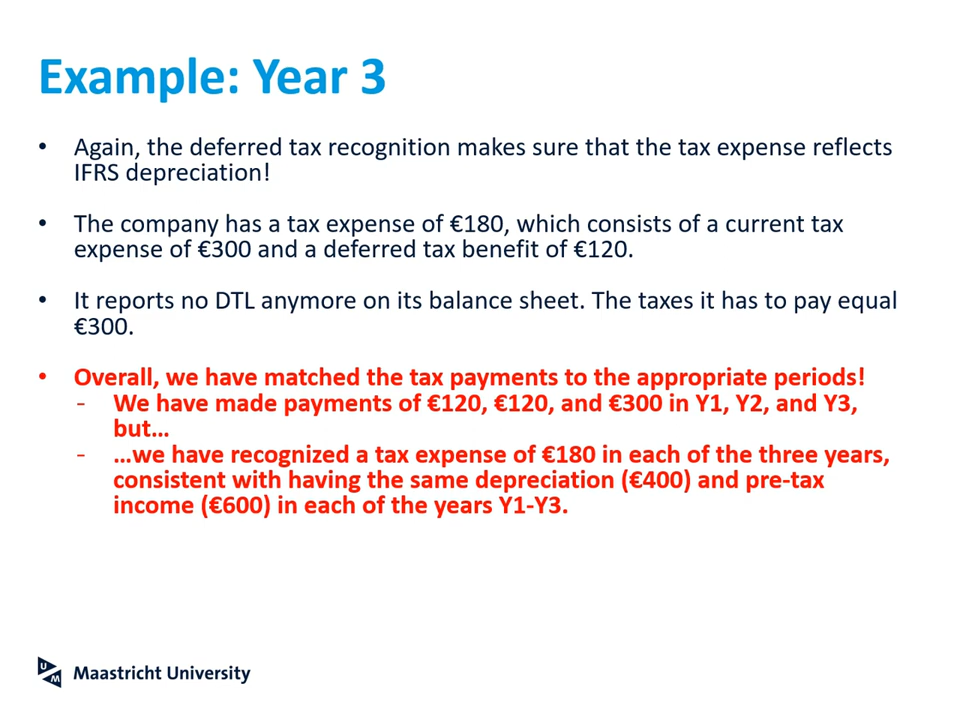 Example: Year 3
• Again, the deferred tax recognition makes sure that the tax expense reflects
IFRS depreciation!
• The company has a tax expense of €180, which consists of a current tax
expense of €300 and a deferred tax benefit of €120.
• It reports no DTL anymore on its balance sheet. The taxes it has to pay equal
€300.
• Overall, we have matched the tax payments to the appropriate periods!
- We have made payments of €120, €120, and €300 in Y1, Y2, and Y3,
but…
- …we have recognized a tax expense of €180 in each of the three years,
consistent with having the same depreciation (€400) and pre-tax
income (€600) in each of the years Y1-Y3.
U
M
Maastricht University